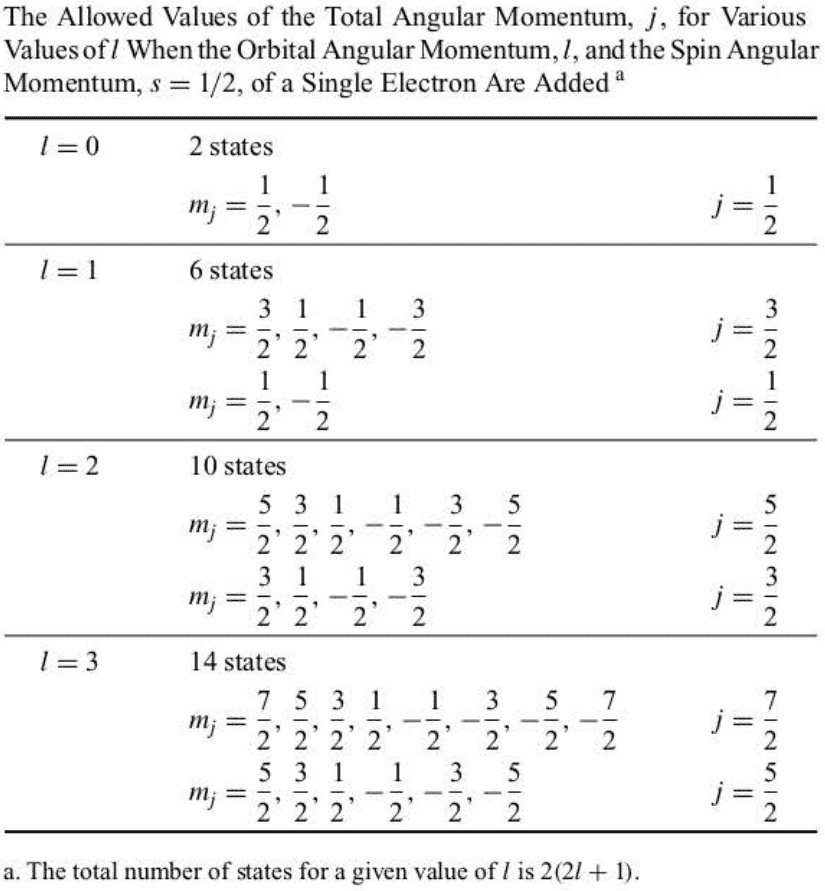 The Allowed Values of the Total Angular Momentum, j, for Various
Values of l When the Orbital Angular Momentum, l, and the Spin Angular
Momentum, s = 1/2, of a Single Electron Are Added ᵃ
l = 0 2 states
m_j = 1/2, −1/2 j = 1/2
l = 1 6 states
m_j = 3/2, 1/2, −1/2, −3/2 j = 3/2
m_j = 1/2, −1/2 j = 1/2
l = 2 10 states
m_j = 5/2, 3/2, 1/2, −1/2, −3/2, −5/2 j = 5/2
m_j = 3/2, 1/2, −1/2, −3/2 j = 3/2
l = 3 14 states
m_j = 7/2, 5/2, 3/2, 1/2, −1/2, −3/2, −5/2, −7/2 j = 7/2
m_j = 5/2, 3/2, 1/2, −1/2, −3/2, −5/2 j = 5/2
a. The total number of states for a given value of l is 2(2l + 1).